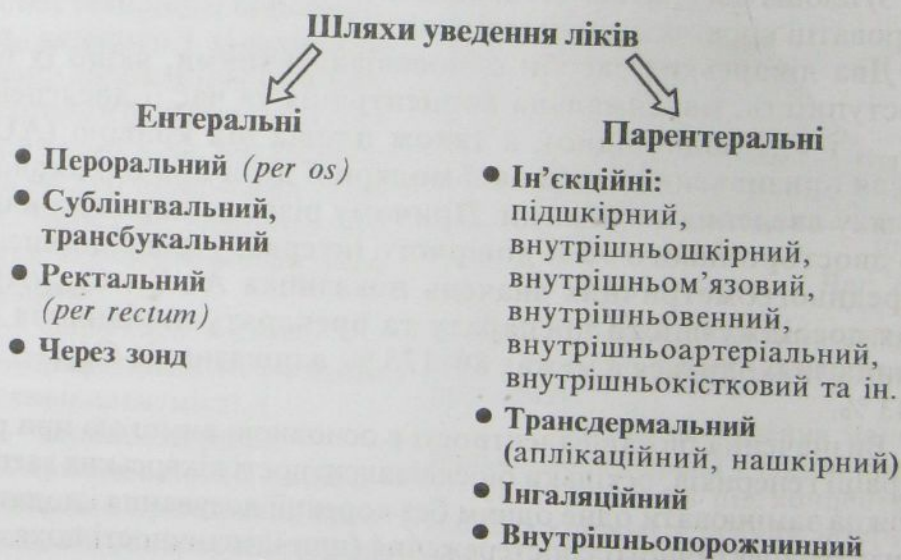 Шляхи уведення ліків
Ентеральні
• Пероральний (per os)
• Сублінгвальний,
трансбукальний
• Ректальний
(per rectum)
• Через зонд
Парентеральні
• Ін’єкційні:
підшкірний,
внутрішньошкірний,
внутрішньом’язовий,
внутрішньовенний,
внутрішньоартеріальний,
внутрішньокістковий та ін.
• Трансдермальний
(аплікаційний, нашкірний)
• Інгаляційний
• Внутрішньопорожнинний